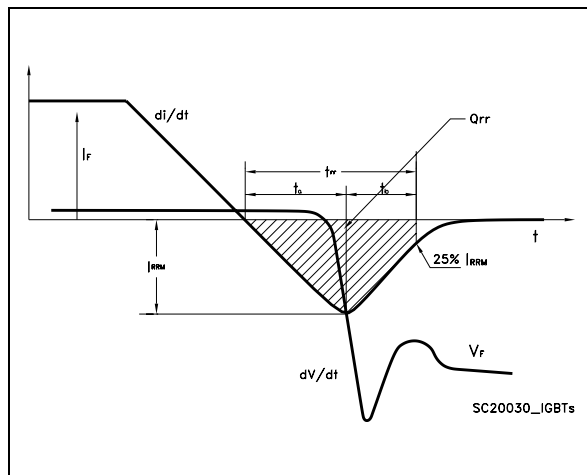 di/dt
Qrr
IF
trr
ta
tb
t
IRRM
25% IRRM
VF
dV/dt
SC20030_IGBTs